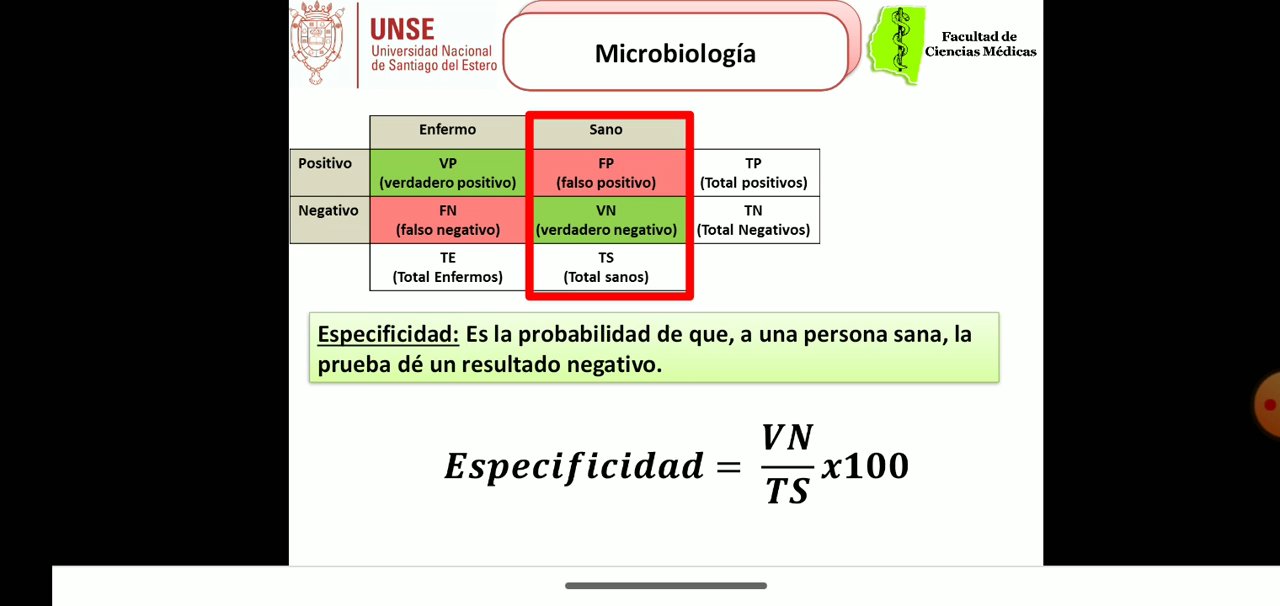 UNSE
Universidad Nacional
de Santiago del Estero
Microbiología
Facultad de
Ciencias Médicas
Enfermo Sano
Positivo VP FP TP
(verdadero positivo) (falso positivo) (Total positivos)
Negativo FN VN TN
(falso negativo) (verdadero negativo) (Total Negativos)
TE TS
(Total Enfermos) (Total sanos)
Especificidad: Es la probabilidad de que, a una persona sana, la
prueba dé un resultado negativo.
Especificidad = VN/TS x100